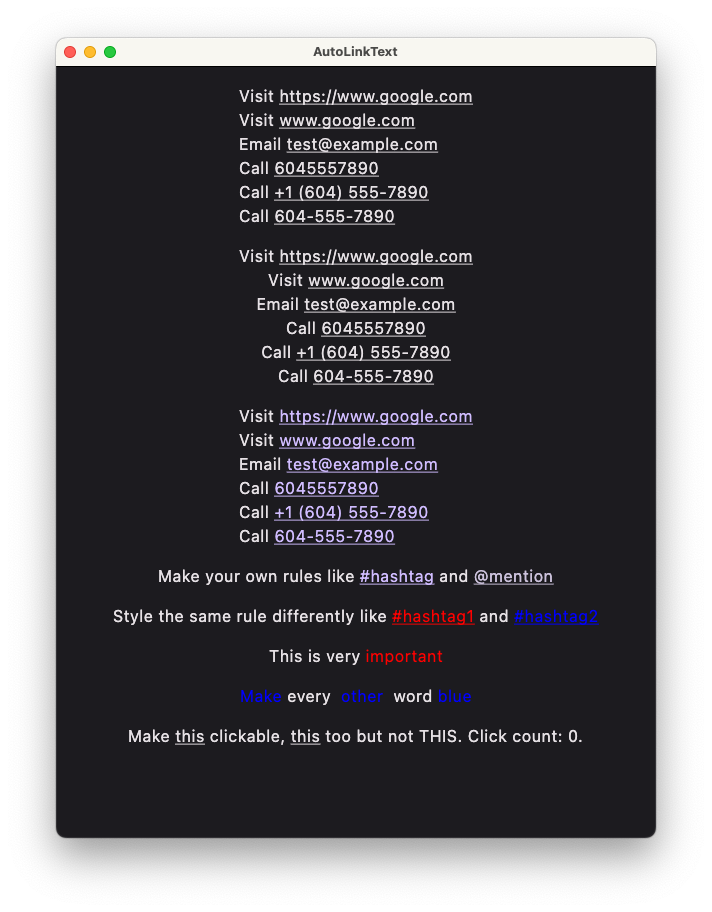 AutoLinkText
Visit https://www.google.com
Visit www.google.com
Email test@example.com
Call 6045557890
Call +1 (604) 555-7890
Call 604-555-7890
Visit https://www.google.com
Visit www.google.com
Email test@example.com
Call 6045557890
Call +1 (604) 555-7890
Call 604-555-7890
Visit https://www.google.com
Visit www.google.com
Email test@example.com
Call 6045557890
Call +1 (604) 555-7890
Call 604-555-7890
Make your own rules like #hashtag and @mention
Style the same rule differently like #hashtag1 and #hashtag2
This is very important
Make every other word blue
Make this clickable, this too but not THIS. Click count: 0.